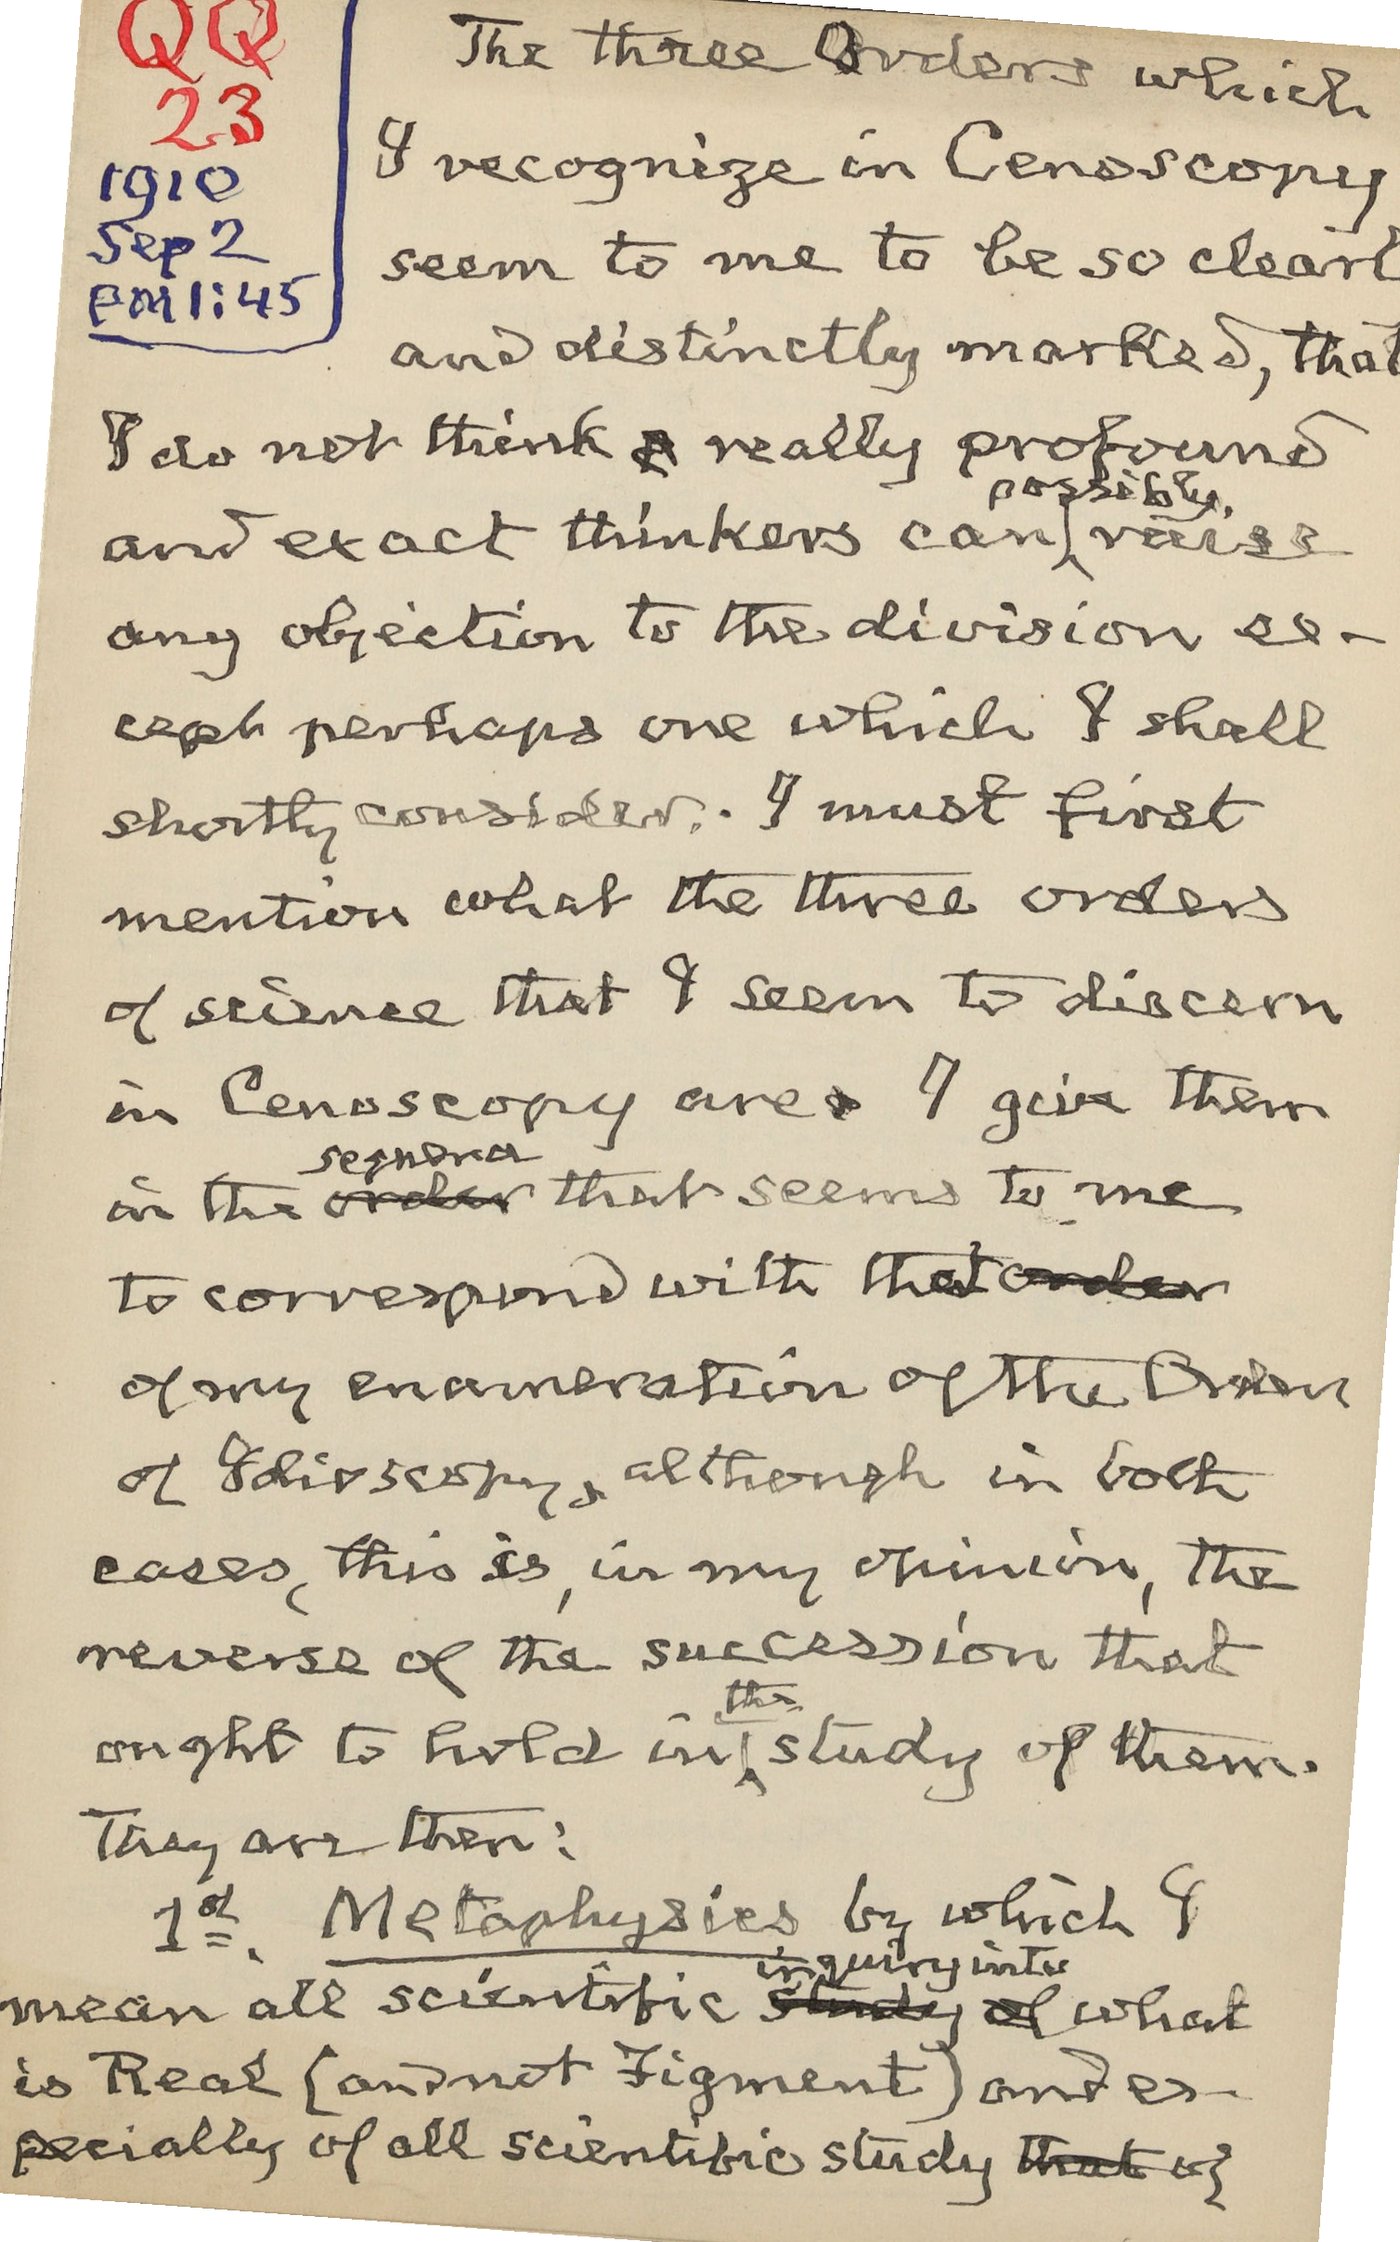 QQ
23
1910
Sep 2
PM 1:45
The three Orders which
I recognize in Cenoscopy
seem to me to be so clearl
and distinctly marked, that
I do not think really profound
possibly
and exact thinkers can raise
any objection to the division ex-
cept perhaps one which I shall
shortly consider. I must first
mention what the three orders
of science that I seem to discern
in Cenoscopy are. I give them
sequence
in the order that seems to me
to correspond with that order
of my enumeration of the Orders
of Idioscopy, although in both
cases, this is, in my opinion, the
reverse of the succession that
the
ought to hold in study of them.
They are then:
1st. Metaphysics by which I
inquiry into
mean all scientific study of what
is Real (and not Figment) and es-
pecially of all scientific study that of